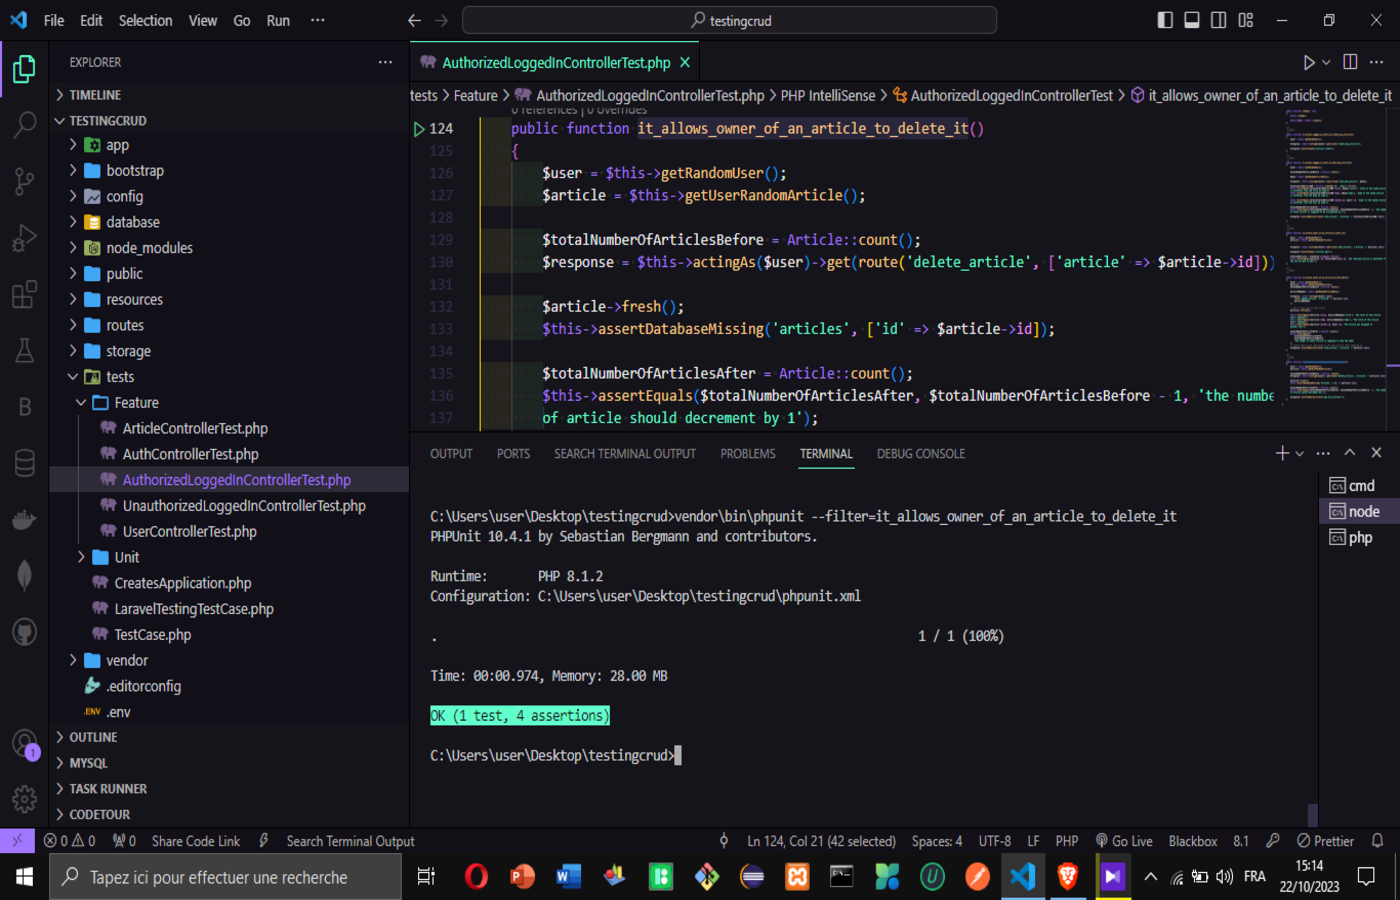 File Edit Selection View Go Run ···
testingcrud
EXPLORER
TIMELINE
TESTINGCRUD
app
bootstrap
config
database
node_modules
public
resources
routes
storage
tests
Feature
ArticleControllerTest.php
AuthControllerTest.php
AuthorizedLoggedInControllerTest.php
UnauthorizedLoggedInControllerTest.php
UserControllerTest.php
Unit
CreatesApplication.php
LaravelTestingTestCase.php
TestCase.php
vendor
.editorconfig
.ENV .env
OUTLINE
MYSQL
TASK RUNNER
CODETOUR
1
AuthorizedLoggedInControllerTest.php
tests > Feature > AuthorizedLoggedInControllerTest.php > PHP IntelliSense > AuthorizedLoggedInControllerTest > it_allows_owner_of_an_article_to_delete_it
0 references | 0 overrides
124 public function it_allows_owner_of_an_article_to_delete_it()
125 {
126 $user = $this->getRandomUser();
127 $article = $this->getUserRandomArticle();
128
129 $totalNumberOfArticlesBefore = Article::count();
130 $response = $this->actingAs($user)->get(route('delete_article', ['article' => $article->id]))
131
132 $article->fresh();
133 $this->assertDatabaseMissing('articles', ['id' => $article->id]);
134
135 $totalNumberOfArticlesAfter = Article::count();
136 $this->assertEquals($totalNumberOfArticlesAfter, $totalNumberOfArticlesBefore - 1, 'the numbe
137 of article should decrement by 1');
OUTPUT PORTS SEARCH TERMINAL OUTPUT PROBLEMS TERMINAL DEBUG CONSOLE
C:\Users\user\Desktop\testingcrud>vendor\bin\phpunit --filter=it_allows_owner_of_an_article_to_delete_it
PHPUnit 10.4.1 by Sebastian Bergmann and contributors.
Runtime: PHP 8.1.2
Configuration: C:\Users\user\Desktop\testingcrud\phpunit.xml
. 1 / 1 (100%)
Time: 00:00.974, Memory: 28.00 MB
OK (1 test, 4 assertions)
C:\Users\user\Desktop\testingcrud>
cmd
node
php
0 0 0 Share Code Link Search Terminal Output Ln 124, Col 21 (42 selected) Spaces: 4 UTF-8 LF PHP Go Live Blackbox 8.1 Prettier
Tapez ici pour effectuer une recherche
FRA
15:14
22/10/2023